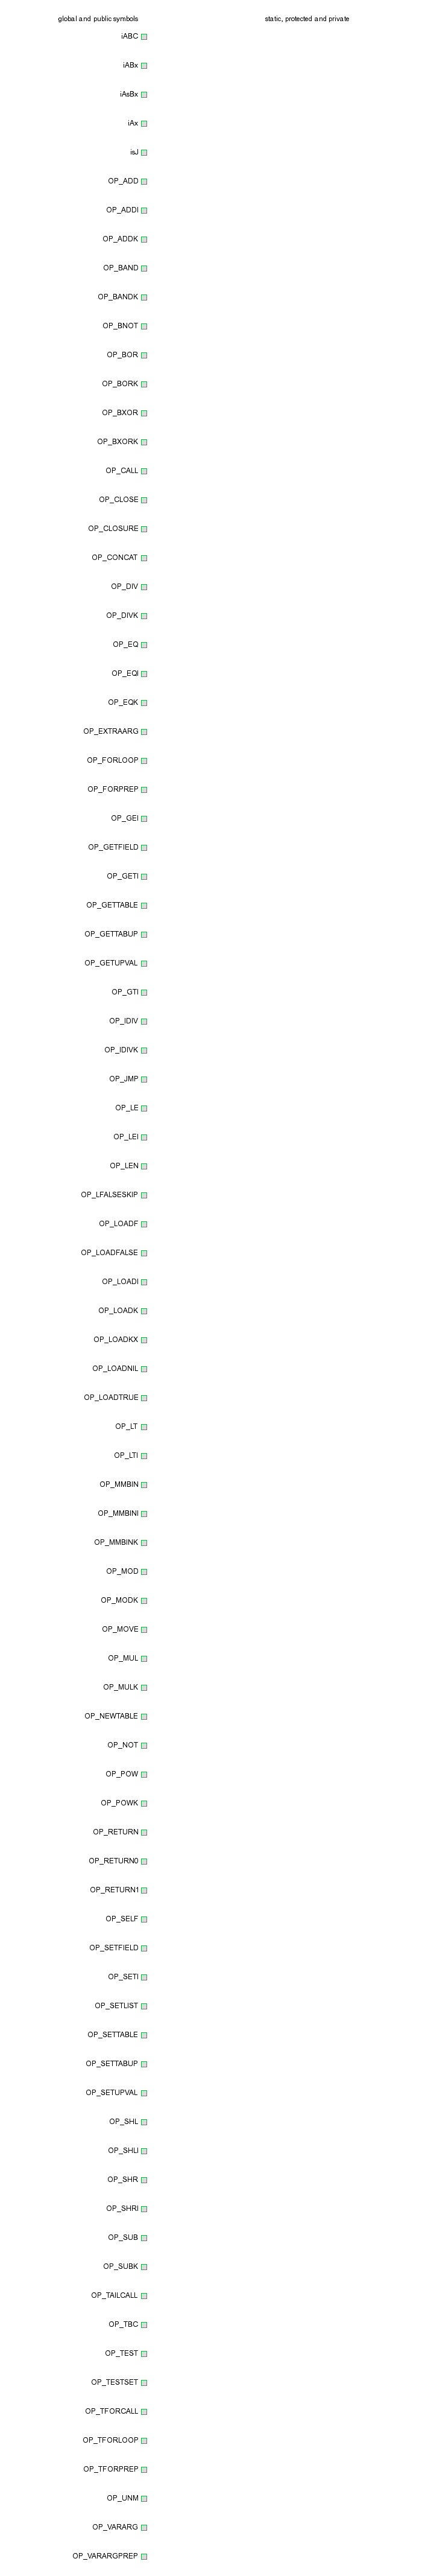 global and public symbols
static, protected and private
iABC
iABx
iAsBx
iAx
isJ
OP_ADD
OP_ADDI
OP_ADDK
OP_BAND
OP_BANDK
OP_BNOT
OP_BOR
OP_BORK
OP_BXOR
OP_BXORK
OP_CALL
OP_CLOSE
OP_CLOSURE
OP_CONCAT
OP_DIV
OP_DIVK
OP_EQ
OP_EQI
OP_EQK
OP_EXTRAARG
OP_FORLOOP
OP_FORPREP
OP_GEI
OP_GETFIELD
OP_GETI
OP_GETTABLE
OP_GETTABUP
OP_GETUPVAL
OP_GTI
OP_IDIV
OP_IDIVK
OP_JMP
OP_LE
OP_LEI
OP_LEN
OP_LFALSESKIP
OP_LOADF
OP_LOADFALSE
OP_LOADI
OP_LOADK
OP_LOADKX
OP_LOADNIL
OP_LOADTRUE
OP_LT
OP_LTI
OP_MMBIN
OP_MMBINI
OP_MMBINK
OP_MOD
OP_MODK
OP_MOVE
OP_MUL
OP_MULK
OP_NEWTABLE
OP_NOT
OP_POW
OP_POWK
OP_RETURN
OP_RETURN0
OP_RETURN1
OP_SELF
OP_SETFIELD
OP_SETI
OP_SETLIST
OP_SETTABLE
OP_SETTABUP
OP_SETUPVAL
OP_SHL
OP_SHLI
OP_SHR
OP_SHRI
OP_SUB
OP_SUBK
OP_TAILCALL
OP_TBC
OP_TEST
OP_TESTSET
OP_TFORCALL
OP_TFORLOOP
OP_TFORPREP
OP_UNM
OP_VARARG
OP_VARARGPREP